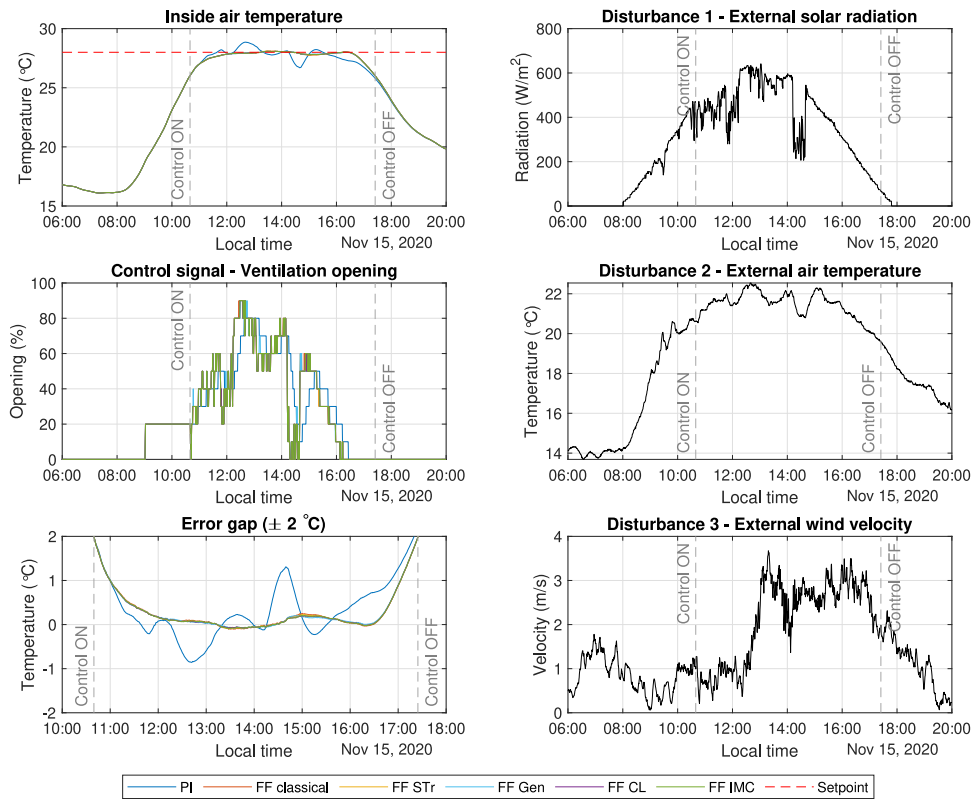 Inside air temperature
Temperature (°C)
30
25
20
15
Control ON
Control OFF
06:00 08:00 10:00 12:00 14:00 16:00 18:00 20:00
Local time
Nov 15, 2020
Disturbance 1 - External solar radiation
Radiation (W/m²)
800
600
400
200
0
Control ON
Control OFF
06:00 08:00 10:00 12:00 14:00 16:00 18:00 20:00
Local time
Nov 15, 2020
Control signal - Ventilation opening
Opening (%)
100
80
60
40
20
0
Control ON
Control OFF
06:00 08:00 10:00 12:00 14:00 16:00 18:00 20:00
Local time
Nov 15, 2020
Disturbance 2 - External air temperature
Temperature (°C)
22
20
18
16
14
Control ON
Control OFF
06:00 08:00 10:00 12:00 14:00 16:00 18:00 20:00
Local time
Nov 15, 2020
Error gap (± 2 °C)
Temperature (°C)
2
1
0
-1
-2
Control ON
Control OFF
10:00 11:00 12:00 13:00 14:00 15:00 16:00 17:00 18:00
Local time
Nov 15, 2020
Disturbance 3 - External wind velocity
Velocity (m/s)
4
3
2
1
0
Control ON
Control OFF
06:00 08:00 10:00 12:00 14:00 16:00 18:00 20:00
Local time
Nov 15, 2020
PI FF classical FF STr FF Gen FF CL FF IMC Setpoint